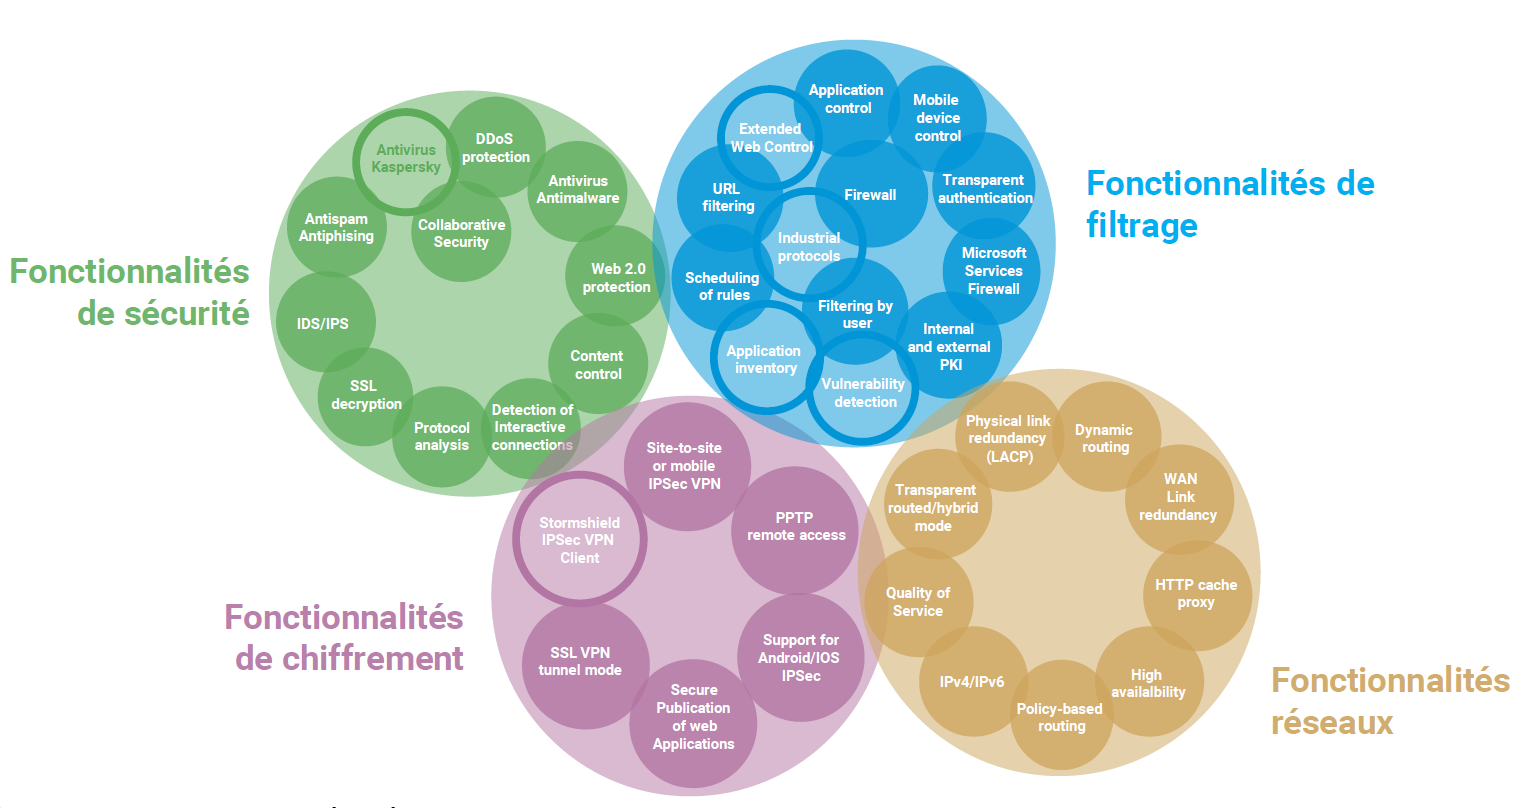 Fonctionnalités
de sécurité
Antivirus
Kaspersky
DDoS
protection
Antivirus
Antimalware
Antispam
Antiphising
Collaborative
Security
Web 2.0
protection
IDS/IPS
Content
control
SSL
decryption
Protocol
analysis
Detection of
Interactive
connections
Fonctionnalités de
filtrage
Application
control
Mobile
device
control
Extended
Web Control
URL
filtering
Firewall
Transparent
authentication
Industrial
protocols
Microsoft
Services
Firewall
Scheduling
of rules
Filtering by
user
Internal
and external
PKI
Application
inventory
Vulnerability
detection
Fonctionnalités
de chiffrement
Site-to-site
or mobile
IPSec VPN
Stormshield
IPSec VPN
Client
PPTP
remote access
SSL VPN
tunnel mode
Support for
Android/IOS
IPSec
Secure
Publication
of web
Applications
Fonctionnalités
réseaux
Physical link
redundancy
(LACP)
Dynamic
routing
Transparent
routed/hybrid
mode
WAN
Link
redundancy
Quality of
Service
HTTP cache
proxy
IPv4/IPv6
High
availalbility
Policy-based
routing